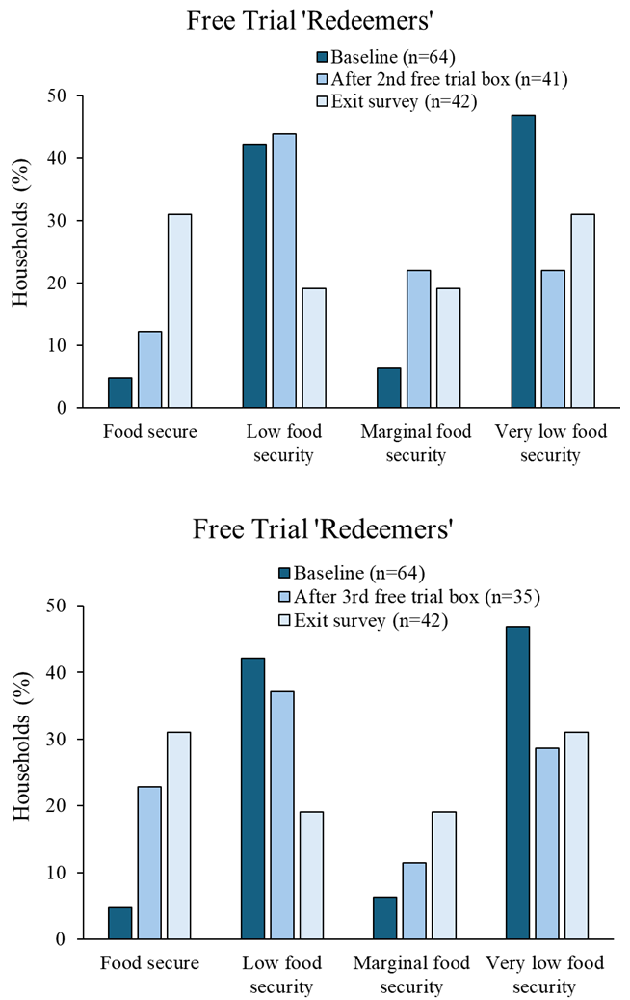 Free Trial 'Redeemers'
Baseline (n=64)
After 2nd free trial box (n=41)
Exit survey (n=42)
Households (%)
50
40
30
20
10
0
Food secure
Low food
security
Marginal food
security
Very low food
security
Free Trial 'Redeemers'
Baseline (n=64)
After 3rd free trial box (n=35)
Exit survey (n=42)
Households (%)
50
40
30
20
10
0
Food secure
Low food
security
Marginal food
security
Very low food
security